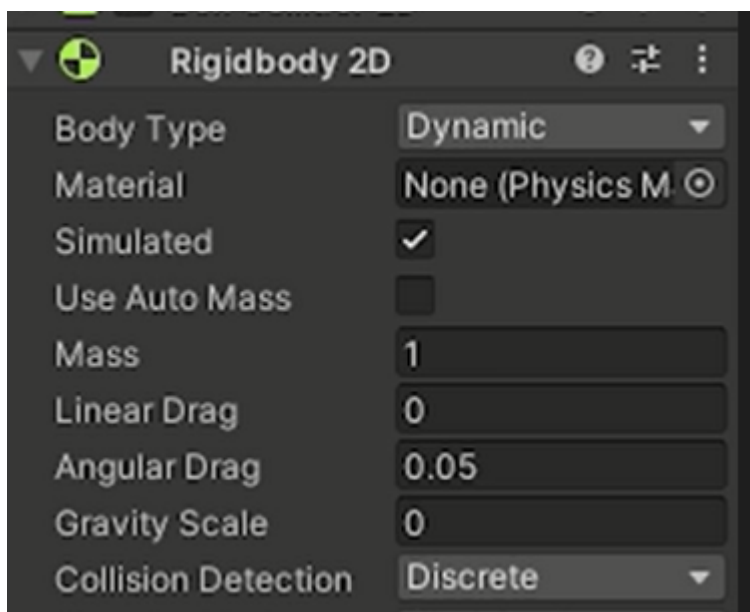 Rigidbody 2D
Body Type Dynamic
Material None (Physics M
Simulated
Use Auto Mass
Mass 1
Linear Drag 0
Angular Drag 0.05
Gravity Scale 0
Collision Detection Discrete